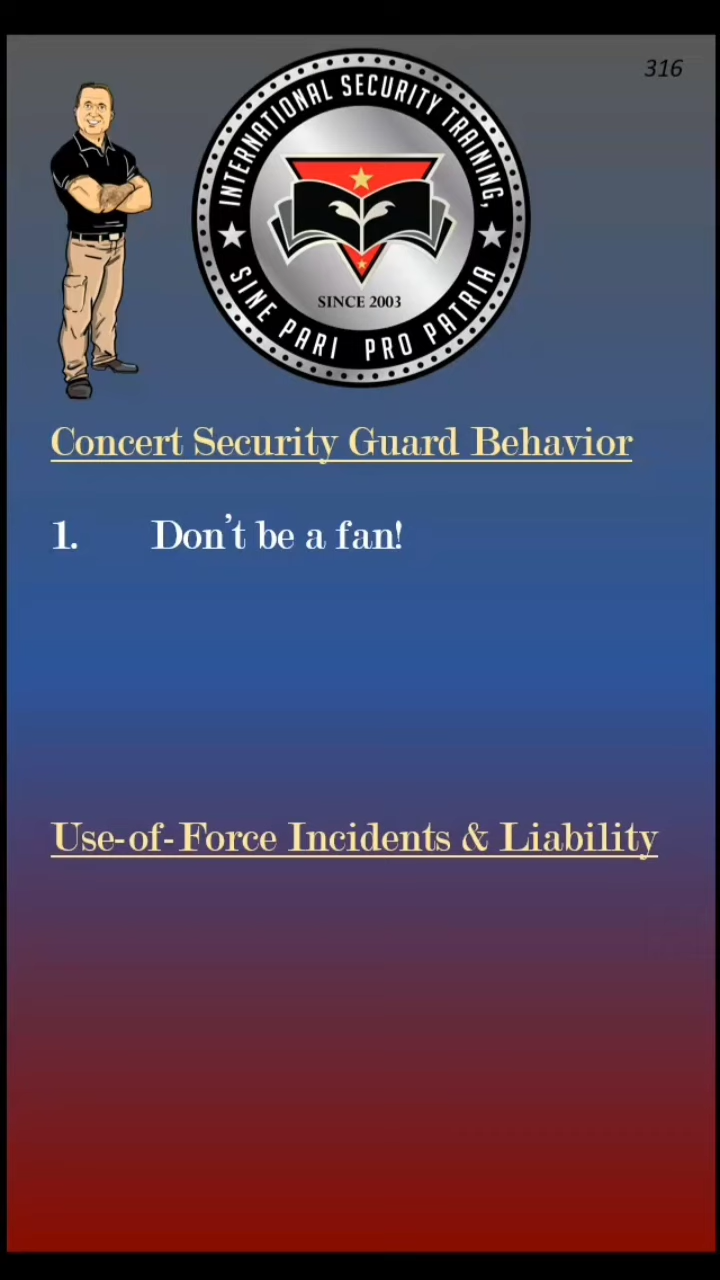 316
INTERNATIONAL SECURITY TRAINING,
SINCE 2003
SINE PARI PRO PATRIA
Concert Security Guard Behavior
1. Don't be a fan!
Use-of-Force Incidents & Liability